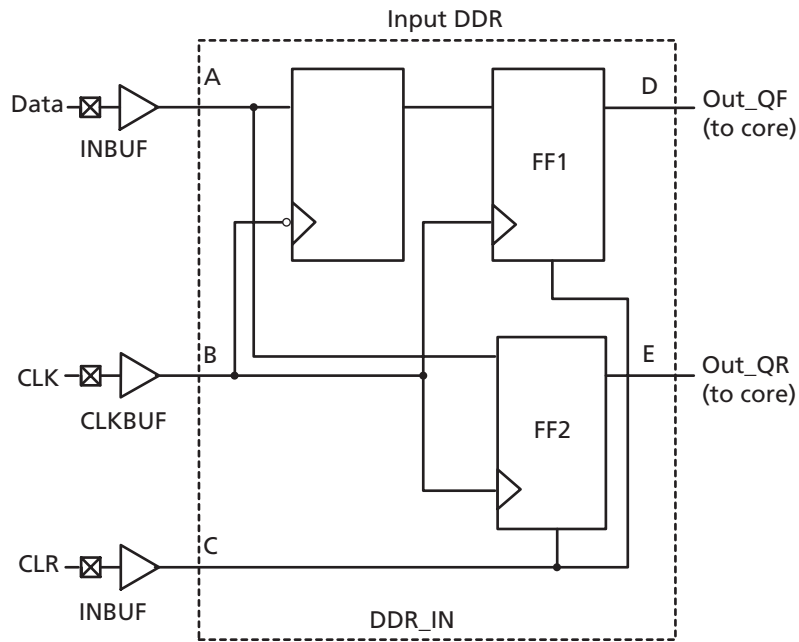 Input DDR
A
D
Data
INBUF
Out_QF
(to core)
FF1
B
E
CLK
CLKBUF
Out_QR
(to core)
FF2
C
CLR
INBUF
DDR_IN